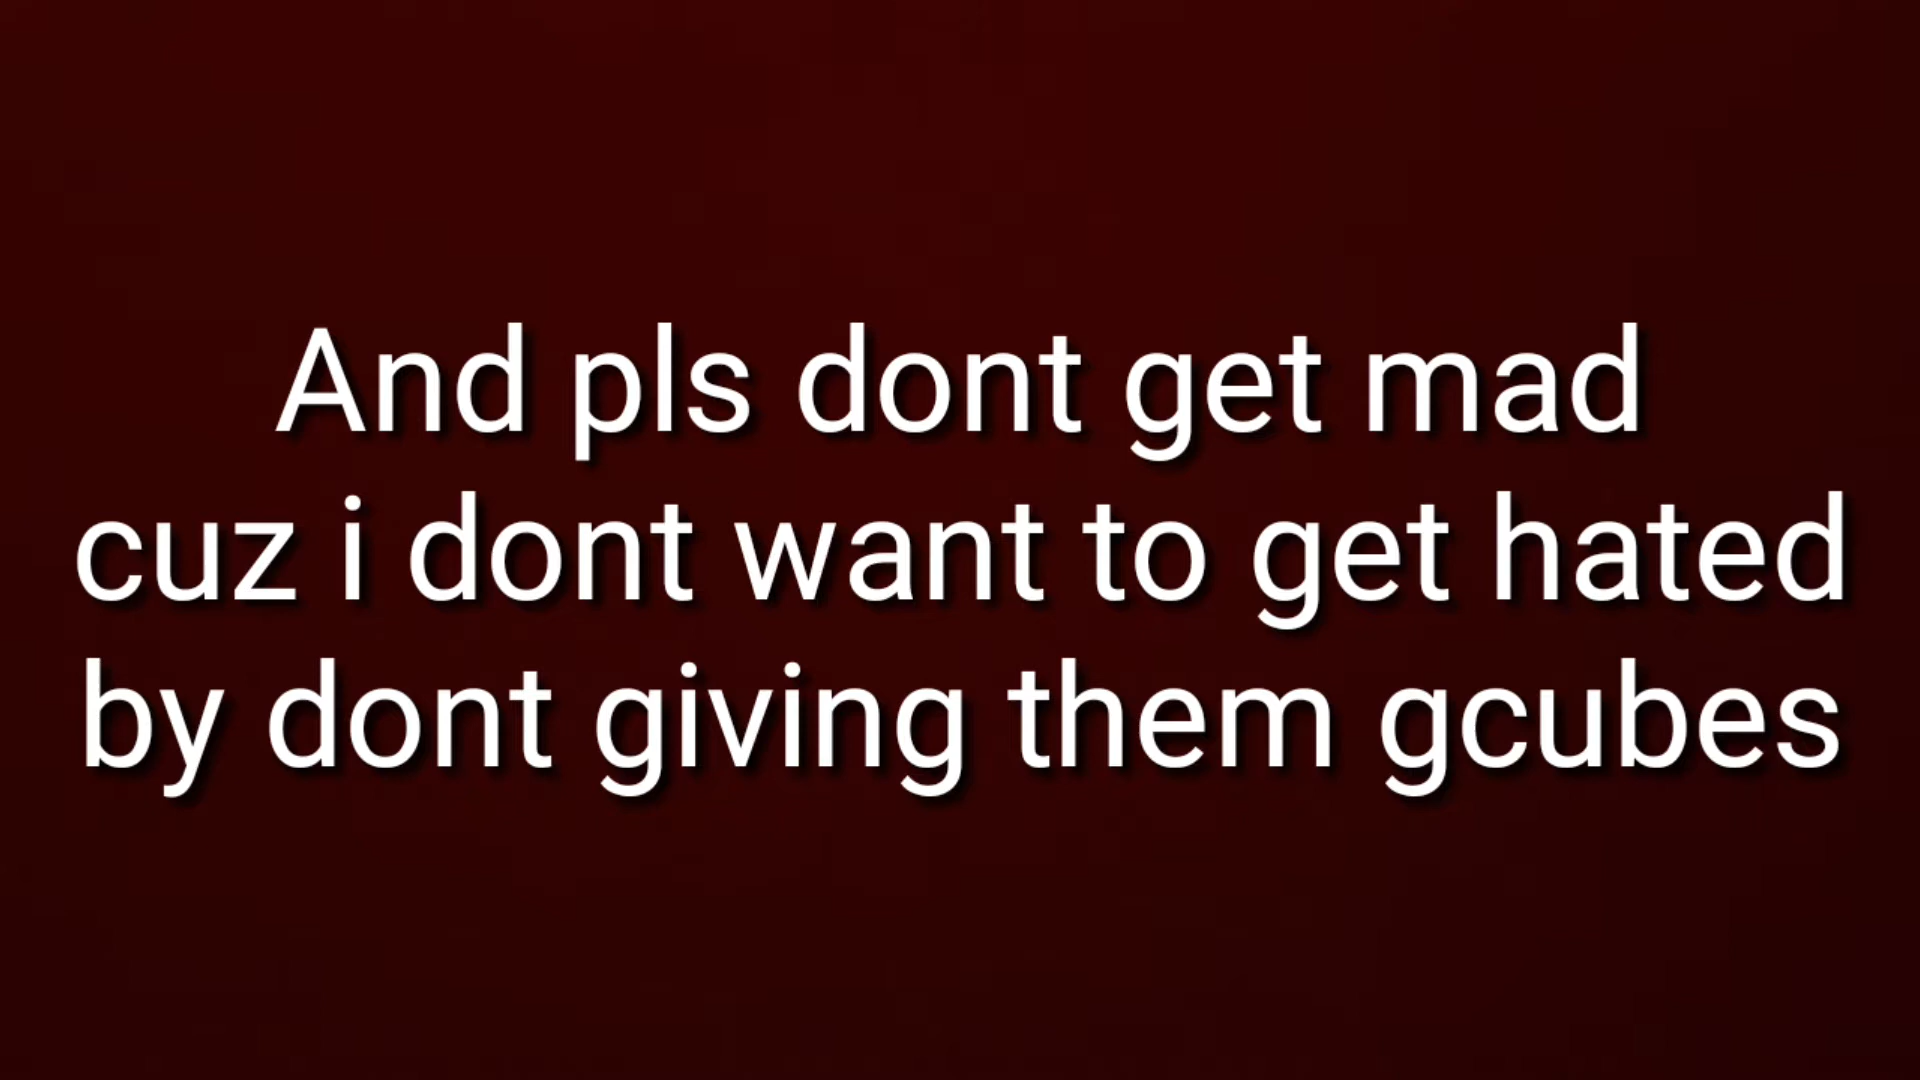 And pls dont get mad
cuz i dont want to get hated
by dont giving them gcubes